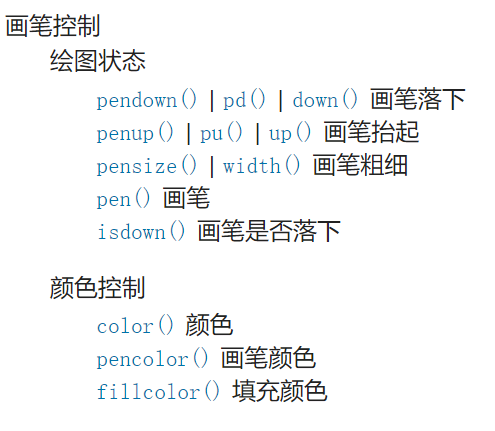 画笔控制
绘图状态
pendown() | pd() | down() 画笔落下
penup() | pu() | up() 画笔抬起
pensize() | width() 画笔粗细
pen() 画笔
isdown() 画笔是否落下
颜色控制
color() 颜色
pencolor() 画笔颜色
fillcolor() 填充颜色